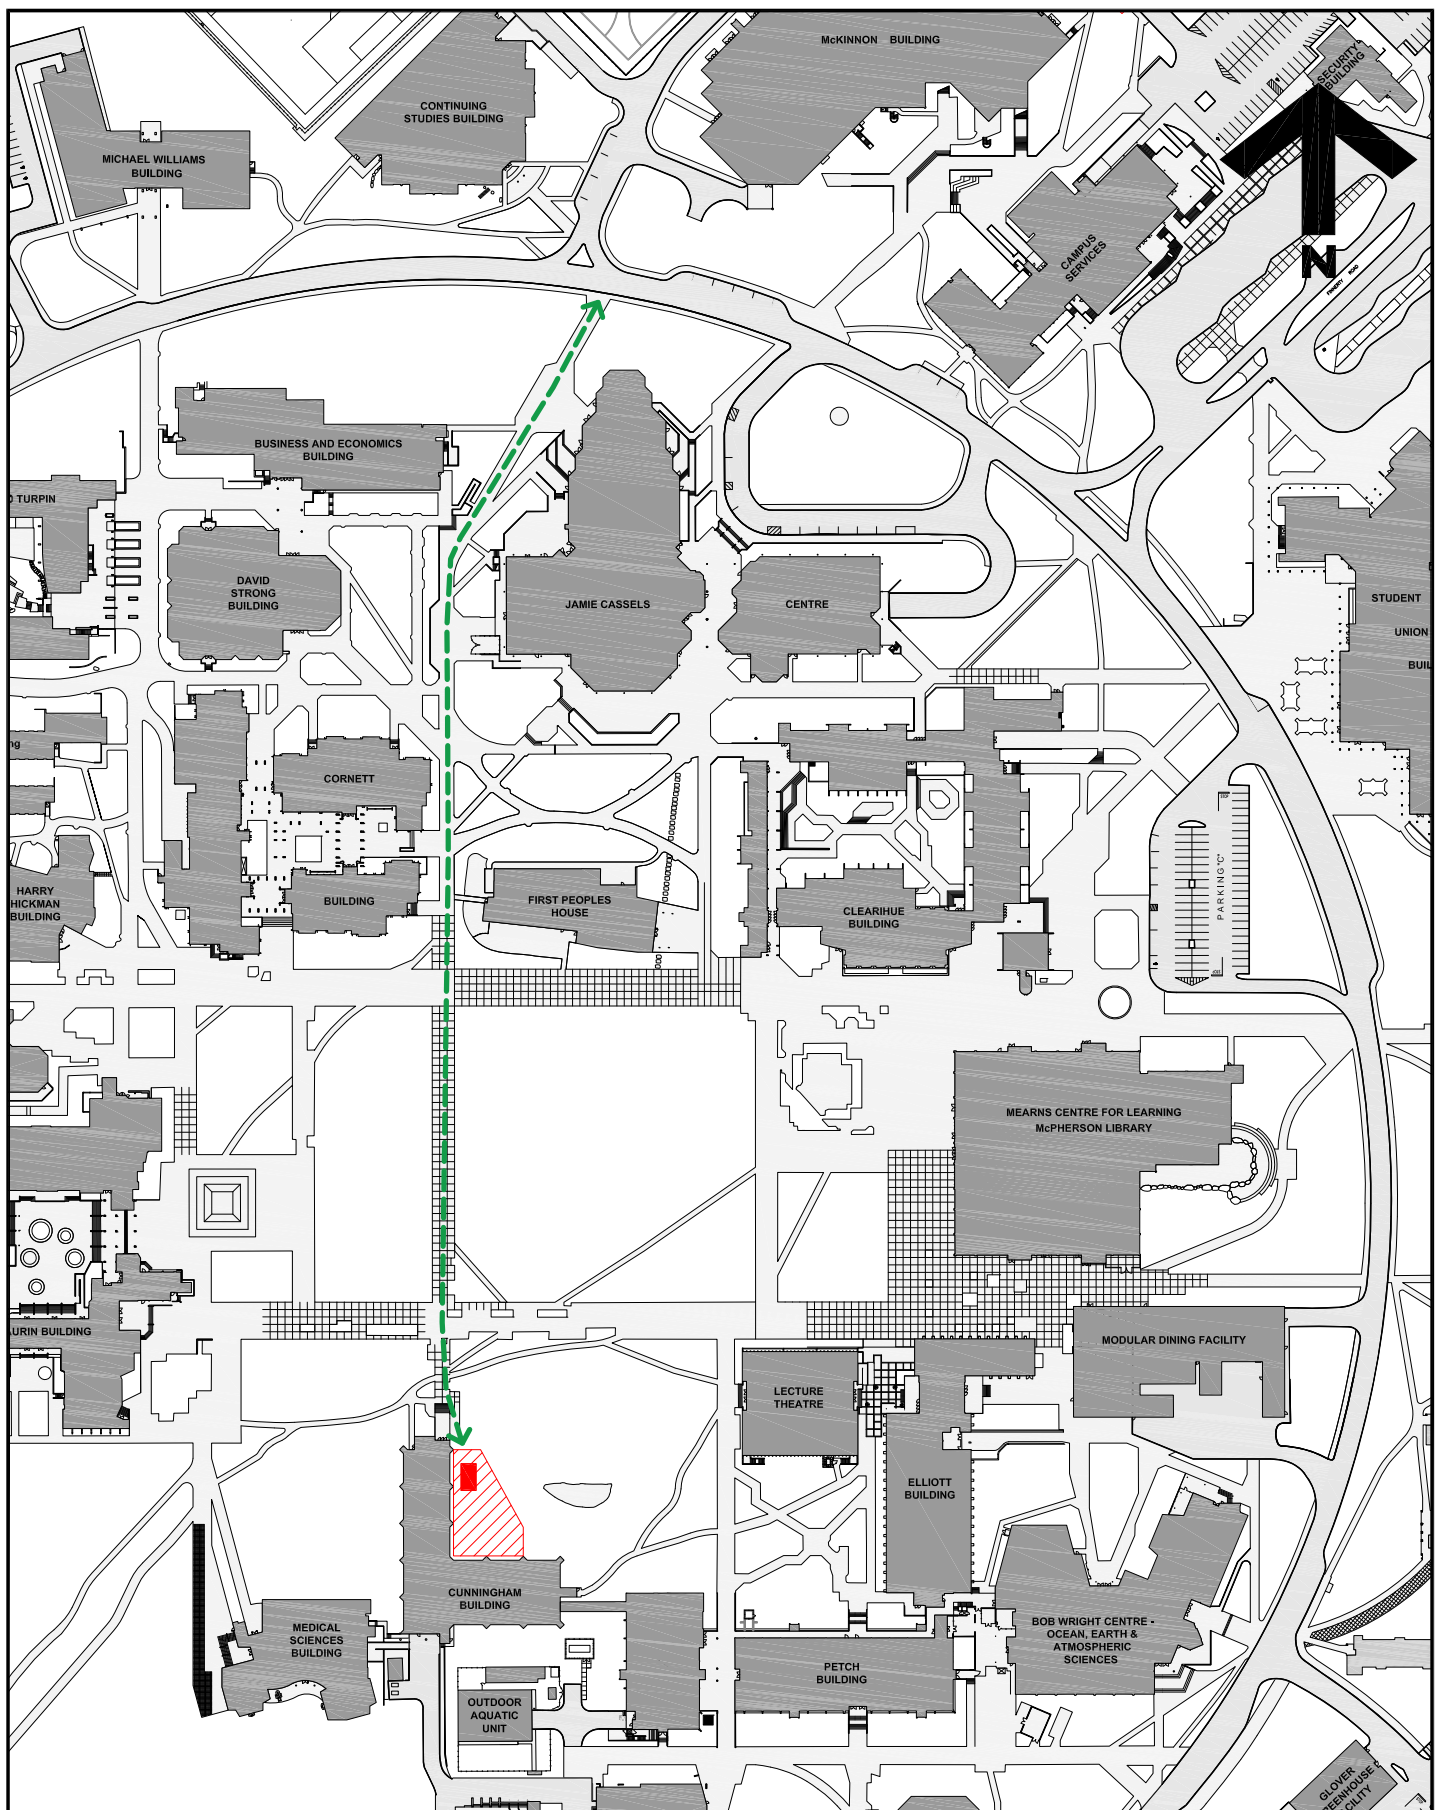 McKINNON BUILDING
SECURITY
BUILDING
CONTINUING
STUDIES BUILDING
MICHAEL WILLIAMS
BUILDING
CAMPUS
SERVICES
N
FINNERTY ROAD
BUSINESS AND ECONOMICS
BUILDING
TURPIN
DAVID
STRONG
BUILDING
JAMIE CASSELS
CENTRE
STUDENT
UNION
BUIL
CORNETT
BUILDING
HARRY
HICKMAN
BUILDING
FIRST PEOPLES
HOUSE
CLEARIHUE
BUILDING
PARKING "C"
MEARNS CENTRE FOR LEARNING
McPHERSON LIBRARY
AURIN BUILDING
MODULAR DINING FACILITY
LECTURE
THEATRE
ELLIOTT
BUILDING
CUNNINGHAM
BUILDING
MEDICAL
SCIENCES
BUILDING
BOB WRIGHT CENTRE -
OCEAN, EARTH &
ATMOSPHERIC
SCIENCES
PETCH
BUILDING
OUTDOOR
AQUATIC
UNIT
GLOVER
EENHOUSE
CILITY